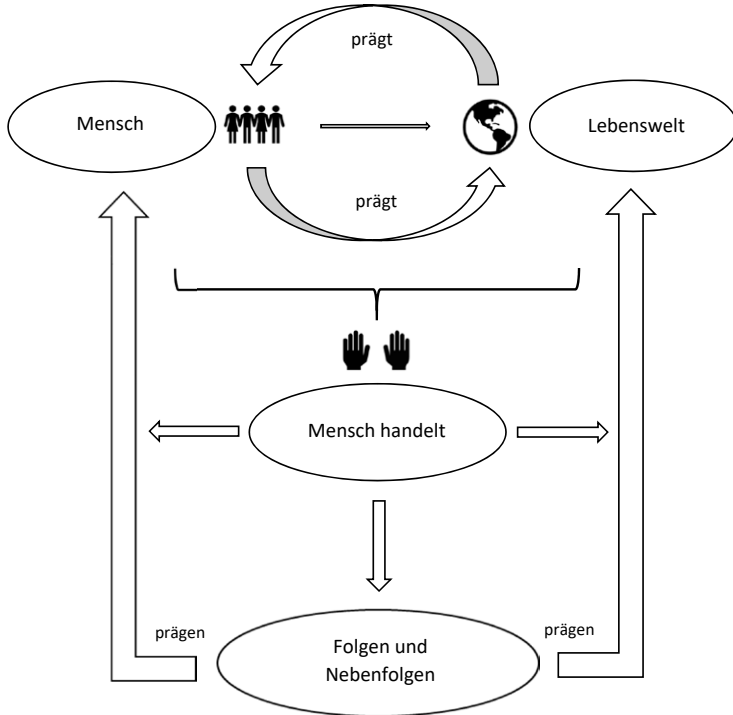 prägt
Mensch
Lebenswelt
prägt
Mensch handelt
prägen
prägen
Folgen und
Nebenfolgen